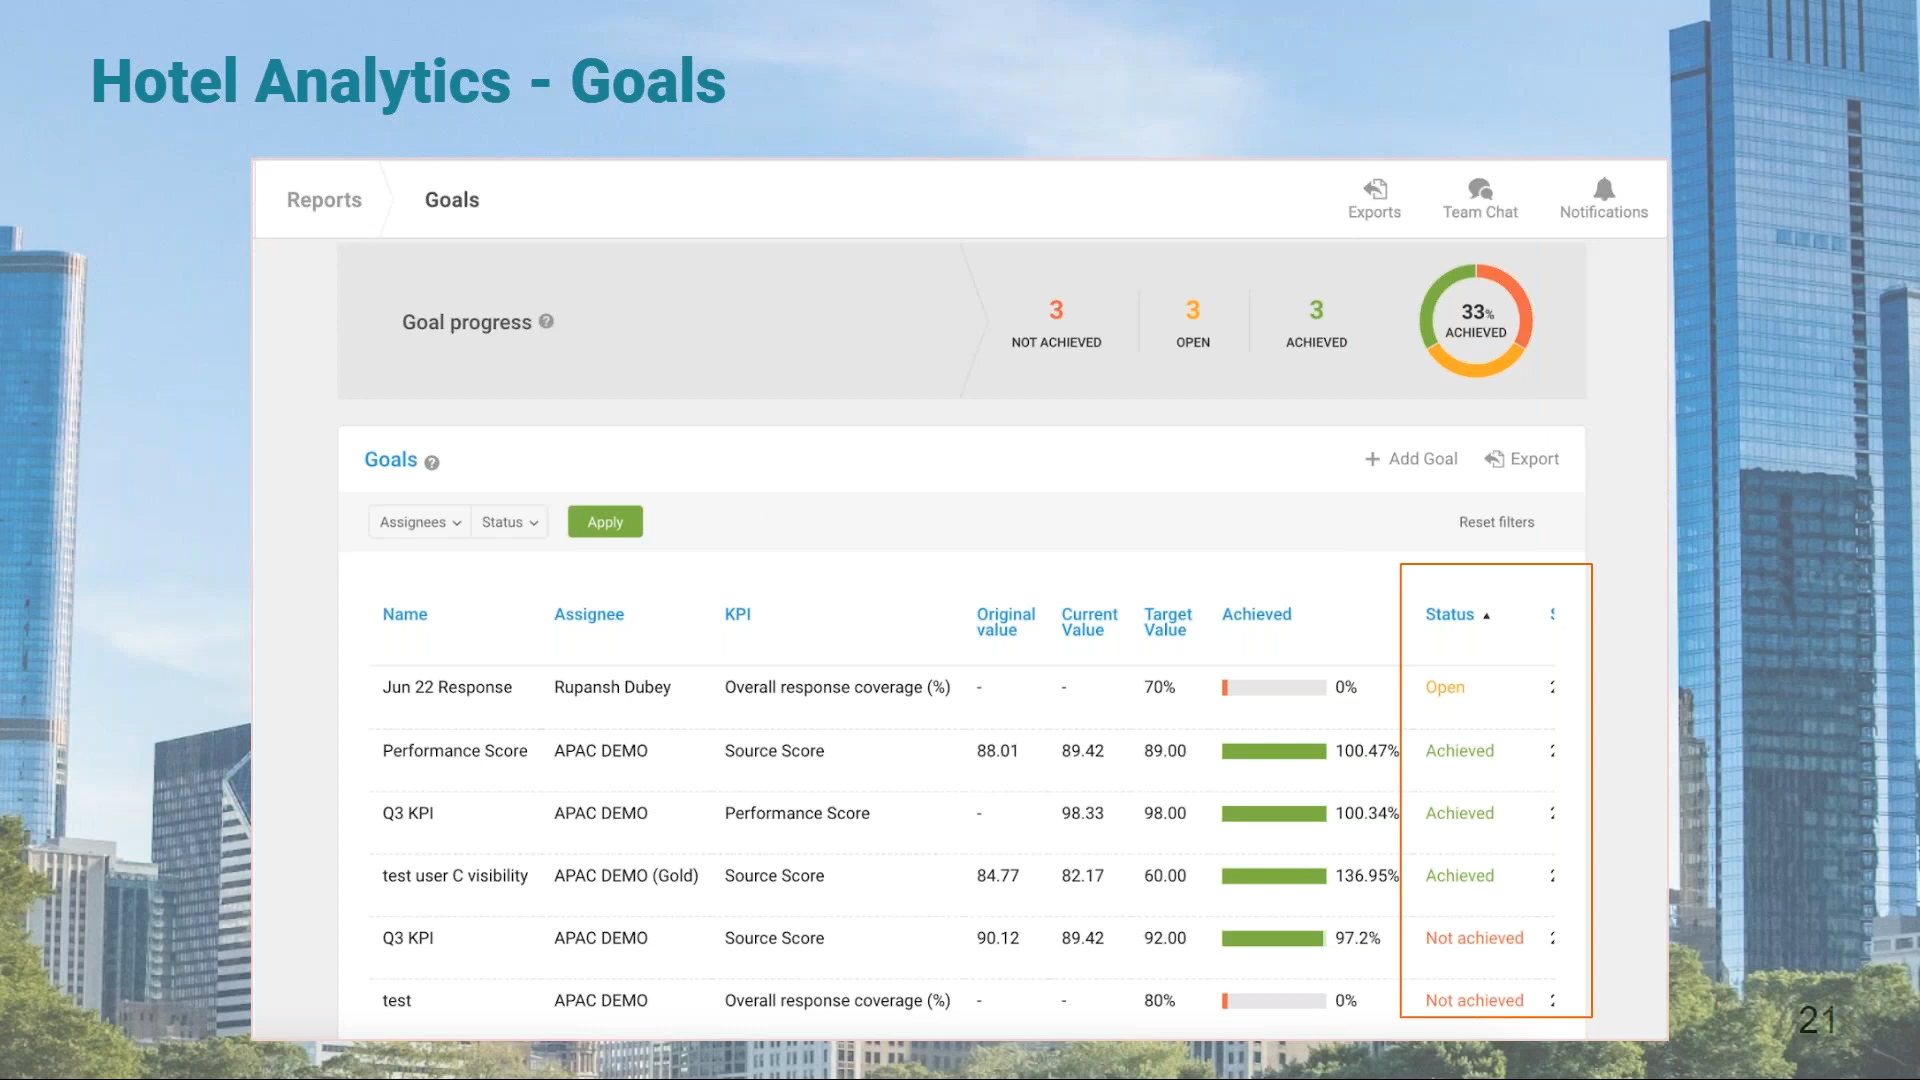 Hotel Analytics - Goals
Reports Goals Exports Team Chat Notifications
Goal progress
3 NOT ACHIEVED
3 OPEN
3 ACHIEVED
33% ACHIEVED
Goals
+ Add Goal Export
Assignees Status Apply Reset filters
Name Assignee KPI Original value Current Value Target Value Achieved Status
Jun 22 Response Rupansh Dubey Overall response coverage (%) - - 70% 0% Open
Performance Score APAC DEMO Source Score 88.01 89.42 89.00 100.47% Achieved
Q3 KPI APAC DEMO Performance Score - 98.33 98.00 100.34% Achieved
test user C visibility APAC DEMO (Gold) Source Score 84.77 82.17 60.00 136.95% Achieved
Q3 KPI APAC DEMO Source Score 90.12 89.42 92.00 97.2% Not achieved
test APAC DEMO Overall response coverage (%) - - 80% 0% Not achieved
21